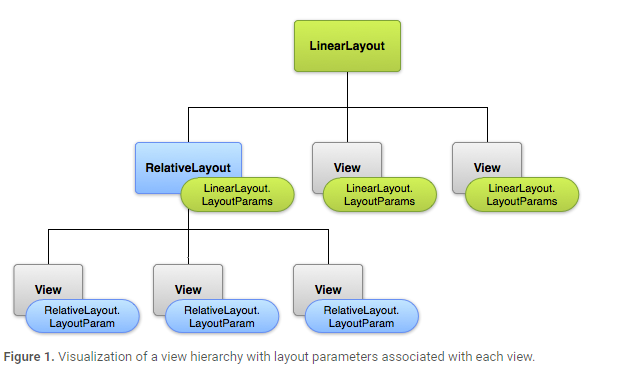 LinearLayout
RelativeLayout
LinearLayout.
LayoutParams
View
LinearLayout.
LayoutParams
View
LinearLayout.
LayoutParams
View
RelativeLayout.
LayoutParam
View
RelativeLayout.
LayoutParam
View
RelativeLayout.
LayoutParam
Figure 1. Visualization of a view hierarchy with layout parameters associated with each view.